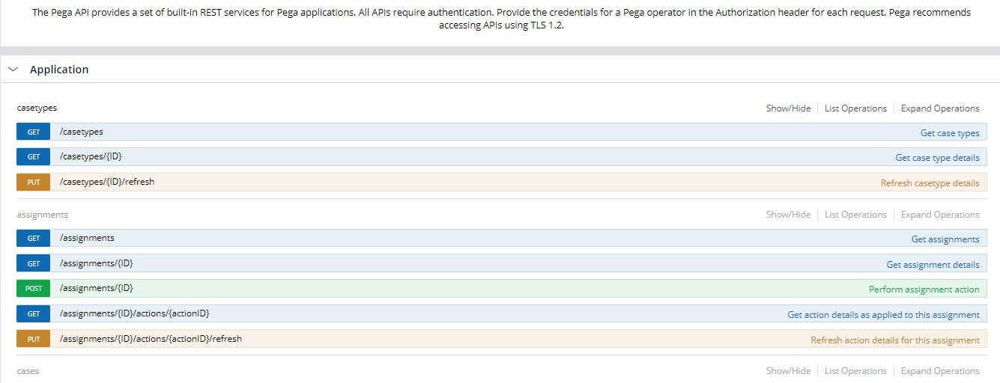 The Pega API provides a set of built-in REST services for Pega applications. All APIs require authentication. Provide the credentials for a Pega operator in the Authorization header for each request. Pega recommends
accessing APIs using TLS 1.2.
Application
casetypes Show/Hide List Operations Expand Operations
GET /casetypes Get case types
GET /casetypes/{ID} Get case type details
PUT /casetypes/{ID}/refresh Refresh casetype details
assignments Show/Hide List Operations Expand Operations
GET /assignments Get assignments
GET /assignments/{ID} Get assignment details
POST /assignments/{ID} Perform assignment action
GET /assignments/{ID}/actions/{actionID} Get action details as applied to this assignment
PUT /assignments/{ID}/actions/{actionID}/refresh Refresh action details for this assignment
cases Show/Hide List Operations Expand Operations